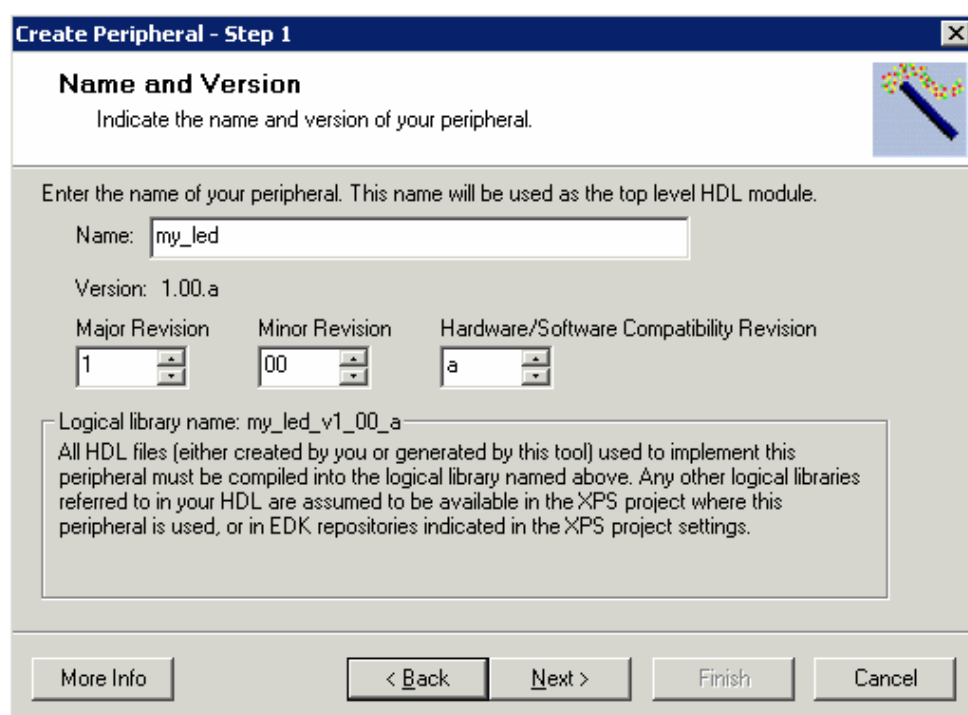 Create Peripheral - Step 1
Name and Version
Indicate the name and version of your peripheral.
Enter the name of your peripheral. This name will be used as the top level HDL module.
Name: my_led
Version: 1.00.a
Major Revision Minor Revision Hardware/Software Compatibility Revision
1 00 a
Logical library name: my_led_v1_00_a
All HDL files (either created by you or generated by this tool) used to implement this
peripheral must be compiled into the logical library named above. Any other logical libraries
referred to in your HDL are assumed to be available in the XPS project where this
peripheral is used, or in EDK repositories indicated in the XPS project settings.
More Info < Back Next > Finish Cancel